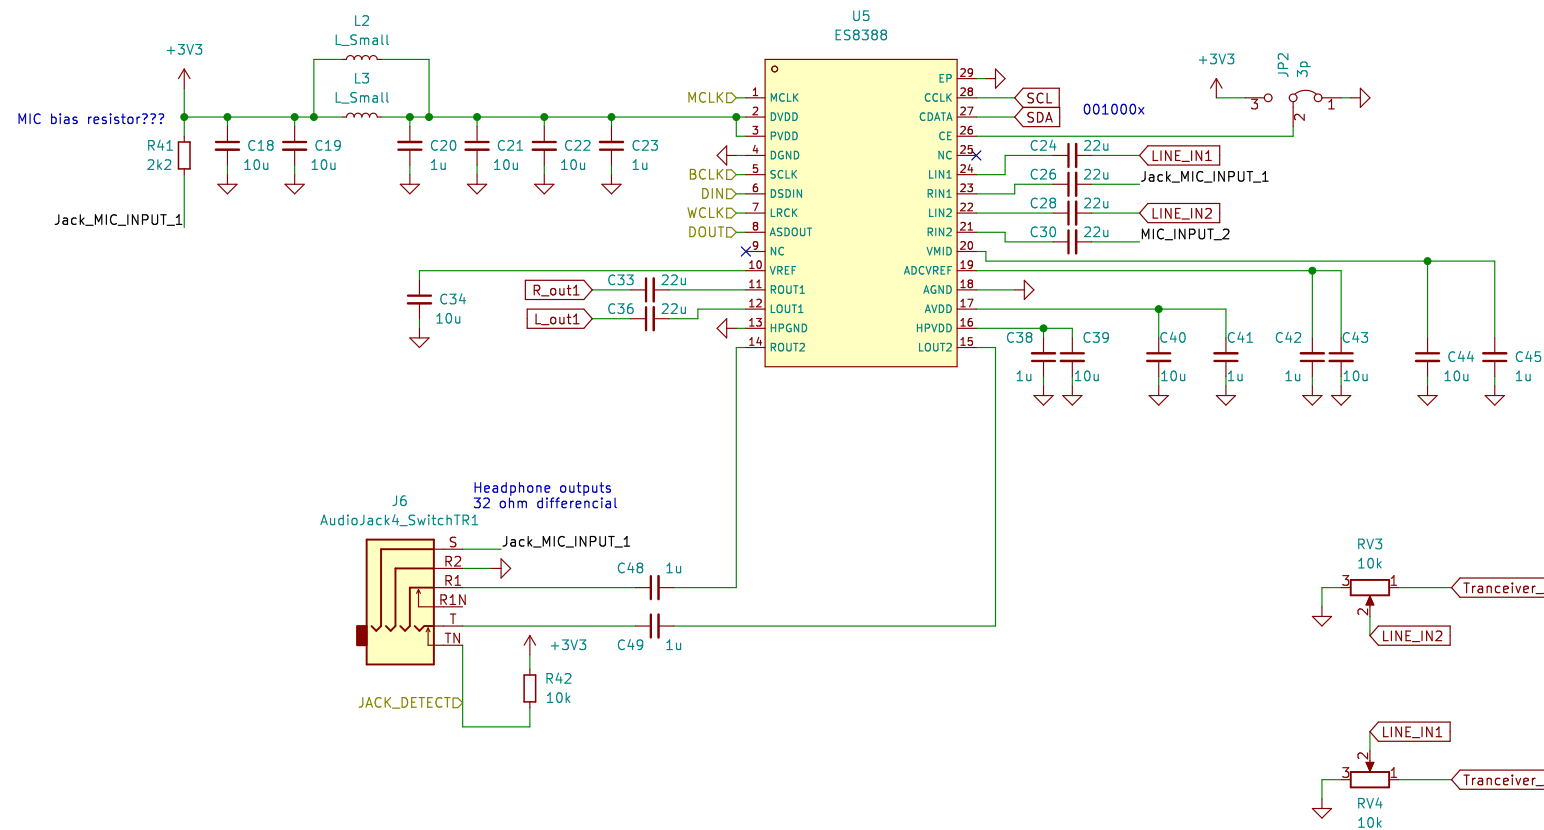 L2
L_Small
+3V3
L3
L_Small
MIC bias resistor???
R41
2k2
C18
10u
C19
10u
C20
1u
C21
10u
C22
10u
C23
1u
Jack_MIC_INPUT_1
U5
ES8388
MCLK
BCLK
DIN
WCLK
DOUT
1 MCLK
2 DVDD
3 PVDD
4 DGND
5 SCLK
6 DSDIN
7 LRCK
8 ASDOUT
9 NC
10 VREF
11 ROUT1
12 LOUT1
13 HPGND
14 ROUT2
EP 29
CCLK 28
CDATA 27
CE 26
NC 25
LIN1 24
RIN1 23
LIN2 22
RIN2 21
VMID 20
ADCVREF 19
AGND 18
AVDD 17
HPVDD 16
LOUT2 15
SCL
SDA
001000x
+3V3
JP2
3p
3
2
1
C24 22u
LINE_IN1
C26 22u
Jack_MIC_INPUT_1
C28 22u
LINE_IN2
C30 22u
MIC_INPUT_2
C34
10u
R_out1
C33 22u
L_out1
C36 22u
C38
1u
C39
10u
C40
10u
C41
1u
C42
1u
C43
10u
C44
10u
C45
1u
Headphone outputs
32 ohm differencial
J6
AudioJack4_SwitchTR1
S
R2
R1
R1N
T
TN
Jack_MIC_INPUT_1
C48 1u
C49 1u
+3V3
R42
10k
JACK_DETECT
RV3
10k
3
1
2
Tranceiver_
LINE_IN2
LINE_IN1
2
3
1
Tranceiver_
RV4
10k